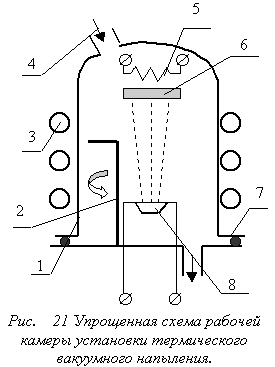 5
4
6
3
2
7
1
8
Рис. 21 Упрощенная схема рабочей
камеры установки термического
вакуумного напыления.